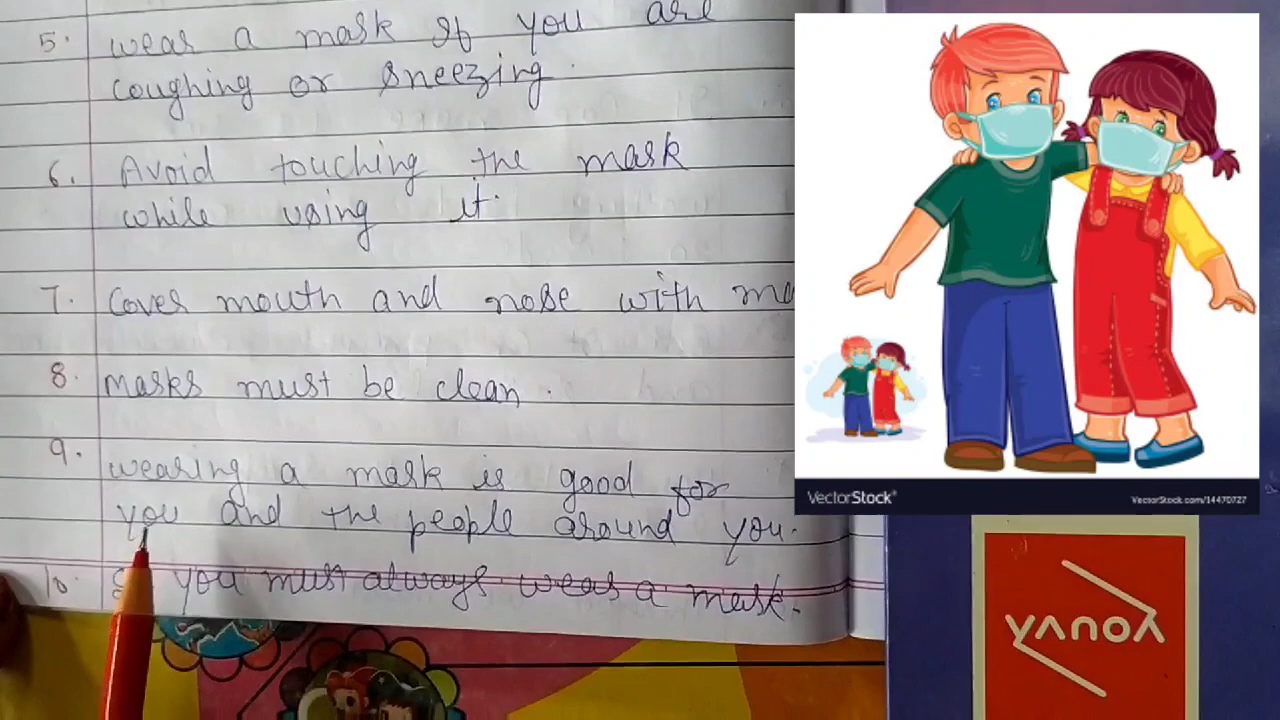 5. wear a mask If you are
coughing or sneezing.
6. Avoid touching the mask
while using it.
7. Cover mouth and nose with
8. masks must be clean.
9. wearing a mask is good for
you and the people around you.
10. you must always wear a mask.
VectorStock®
VectorStock.com/14470727
YOUVA